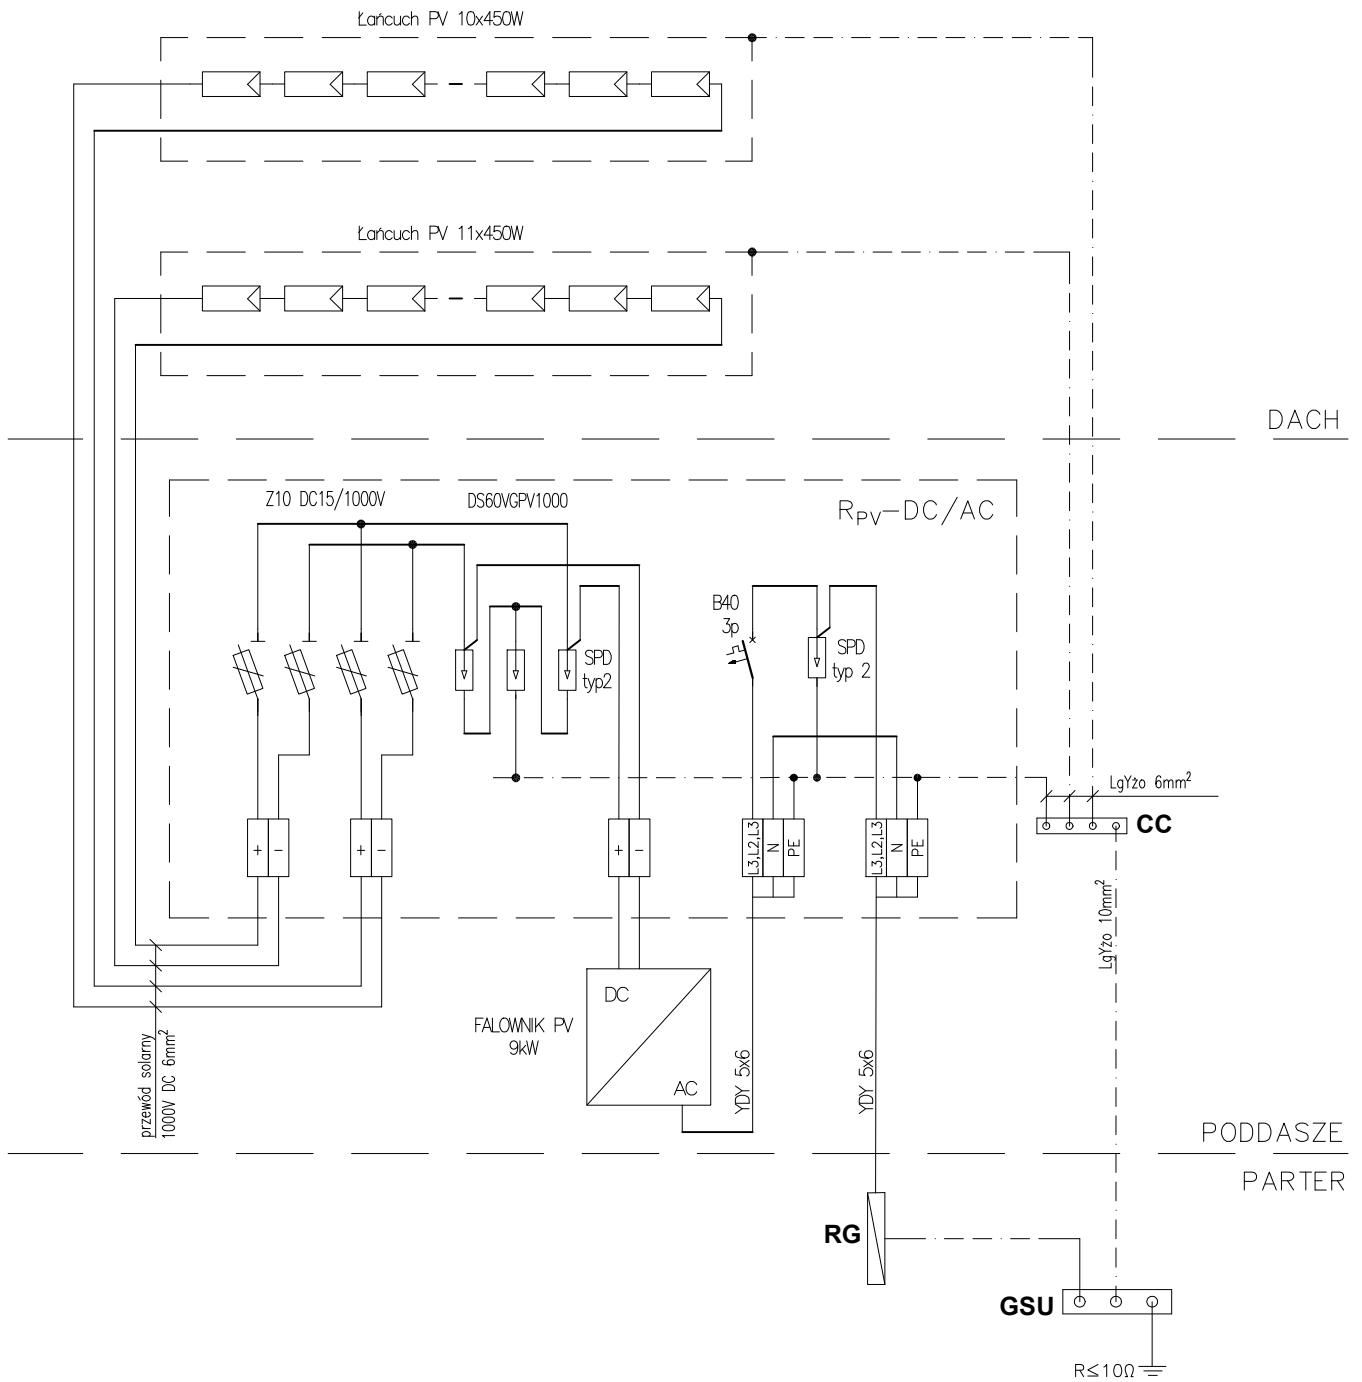 Łańcuch PV 10x450W
Łańcuch PV 11x450W
DACH
Z10 DC15/1000V
DS60VGPV1000
RPV-DC/AC
B40
3p
SPD
typ2
SPD
typ 2
LgYżo 6mm²
CC
+
-
+
-
+
-
L3,L2,L3
N
PE
L3,L2,L3
N
PE
LgYżo 10mm²
DC
AC
FALOWNIK PV
9kW
przewód solarny
1000V DC 6mm²
YDY 5x6
YDY 5x6
PODDASZE
PARTER
RG
GSU
R≤10Ω